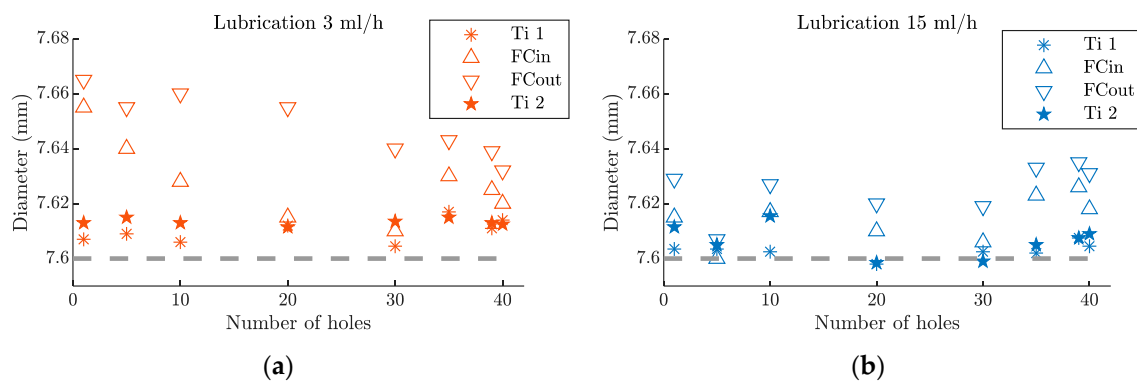 Lubrication 3 ml/h
7.68
7.66
7.64
7.62
7.6
Diameter (mm)
0
10
20
30
40
Number of holes
Ti 1
FCin
FCout
Ti 2
(a)
Lubrication 15 ml/h
7.68
7.66
7.64
7.62
7.6
Diameter (mm)
0
10
20
30
40
Number of holes
Ti 1
FCin
FCout
Ti 2
(b)